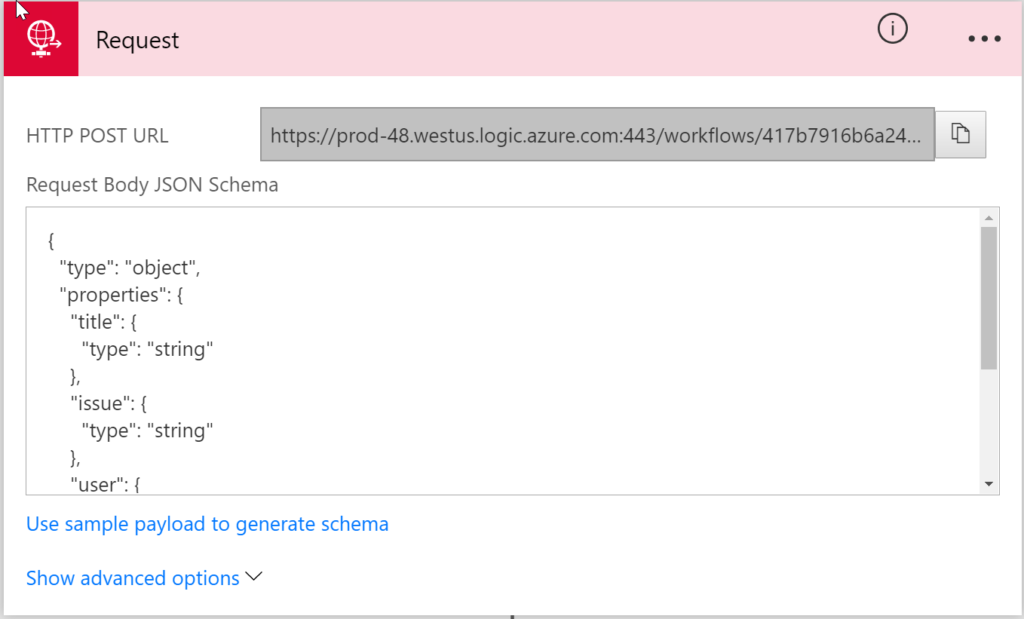 Request
HTTP POST URL
https://prod-48.westus.logic.azure.com:443/workflows/417b7916b6a24...
Request Body JSON Schema
{
"type": "object",
"properties": {
"title": {
"type": "string"
},
"issue": {
"type": "string"
},
"user": {
Use sample payload to generate schema
Show advanced options